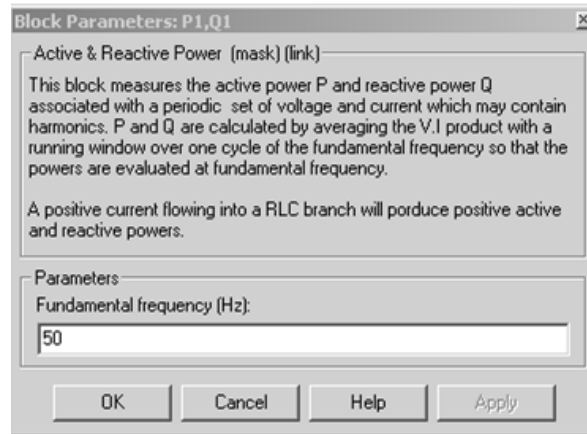 Block Parameters: P1,Q1
Active & Reactive Power (mask) (link)
This block measures the active power P and reactive power Q
associated with a periodic set of voltage and current which may contain
harmonics. P and Q are calculated by averaging the V.I product with a
running window over one cycle of the fundamental frequency so that the
powers are evaluated at fundamental frequency.
A positive current flowing into a RLC branch will porduce positive active
and reactive powers.
Parameters
Fundamental frequency (Hz):
50
OK Cancel Help Apply